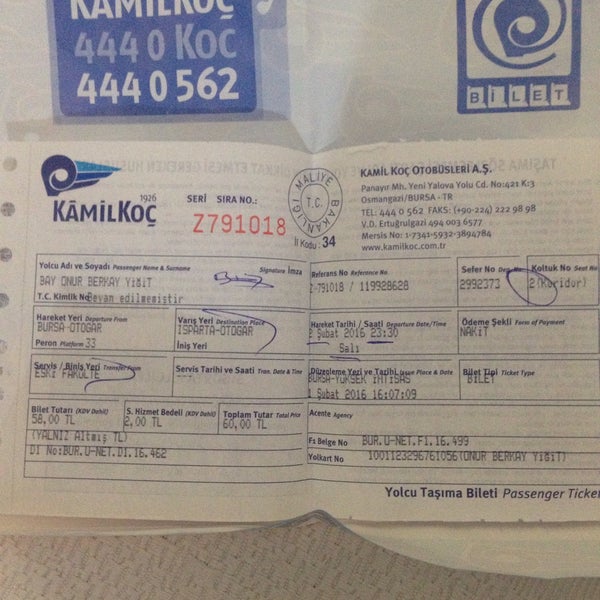 KAMİLKOÇ
444 0 KOÇ
444 0 562
BİLET
1926
KÂMİLKOÇ
SERİ SIRA NO.:
Z791018
MALİYE BAKANLIĞI
T.C.
İl Kodu: 34
KAMİL KOÇ OTOBÜSLERİ A.Ş.
Panayır Mh. Yeni Yalova Yolu Cd. No:421 K:3
Osmangazi/BURSA - TR
TEL: 444 0 562 FAKS: (+90-224) 222 98 98
V.D. Ertuğrulgazi 494 003 6577
Mersis No: 1-7341-5932-3894784
www.kamilkoc.com.tr
Yolcu Adı ve Soyadı Passenger Name & Surname Signature İmza
BAY ONUR BERKAY YİĞİT
T.C. Kimlik No Beyan edilmemiştir
Referans No Reference No
Z-791018 / 119928628
Sefer No
2992373
Koltuk No Seat No
2(Koridor)
Hareket Yeri Departure From
BURSA-OTOGAR
Peron Platform 33
Varış Yeri Destination Place
ISPARTA-OTOGAR
İniş Yeri
Hareket Tarihi / Saati Departure Date/Time
2 Şubat 2016 23:30
Salı
Ödeme Şekli Form of Payment
NAKİT
Servis / Biniş Yeri Transfer From
ESKİ FAKÜLTE
Servis Tarihi ve Saati Tran. Date & Time
---
Düzenleme Yeri ve Tarihi Issue Place & Date
BURSA-YÜKSEK İHTİSAS
1 Şubat 2016 16:07:09
Bilet Tipi Ticket Type
BİLET
Bilet Tutarı (KDV Dahil)
58,00 TL
S. Hizmet Bedeli (KDV Dahil)
2,00 TL
Toplam Tutar Total Price
60,00 TL
Acente Agency
(YALNIZ Altmış TL)
DI No:BUR.U-NET.DI.16.462
F1 Belge No BUR.U-NET.F1.16.499
Yolkart No 1001123296761056(ONUR BERKAY YİĞİT)
Yolcu Taşıma Bileti Passenger Ticket